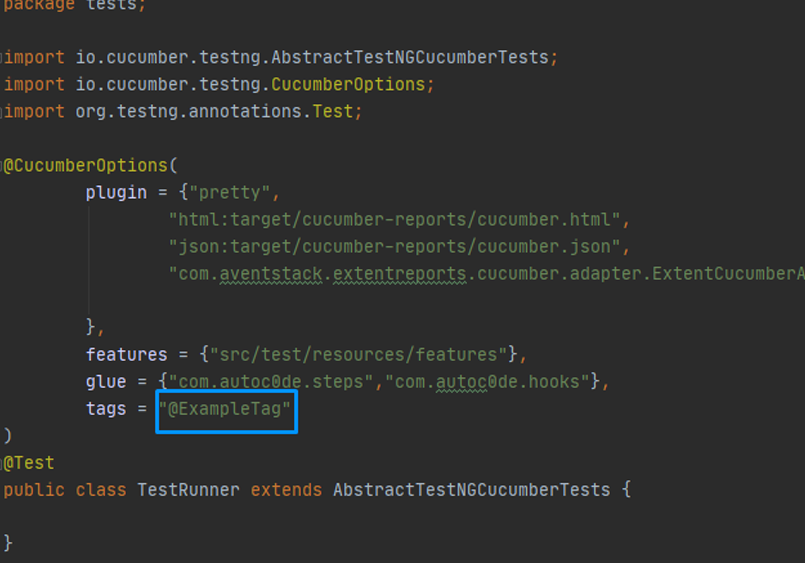 package tests;
import io.cucumber.testng.AbstractTestNGCucumberTests;
import io.cucumber.testng.CucumberOptions;
import org.testng.annotations.Test;
@CucumberOptions(
plugin = {"pretty",
"html:target/cucumber-reports/cucumber.html",
"json:target/cucumber-reports/cucumber.json",
"com.aventstack.extentreports.cucumber.adapter.ExtentCucumberA
},
features = {"src/test/resources/features"},
glue = {"com.autoc0de.steps","com.autoc0de.hooks"},
tags = "@ExampleTag"
)
@Test
public class TestRunner extends AbstractTestNGCucumberTests {
}